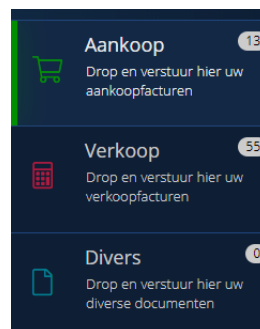 Aankoop 13
Drop en verstuur hier uw
aankoopfacturen
Verkoop 55
Drop en verstuur hier uw
verkoopfacturen
Divers 0
Drop en verstuur hier uw
diverse documenten